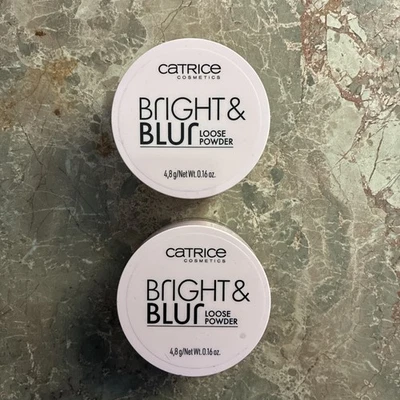 CATRICE
COSMETICS
BRIGHT &
BLUR LOOSE
POWDER
4,8 g/Net Wt. 0.16 oz.
CATRICE
COSMETICS
BRIGHT &
BLUR LOOSE
POWDER
4,8 g/Net Wt. 0.16 oz.